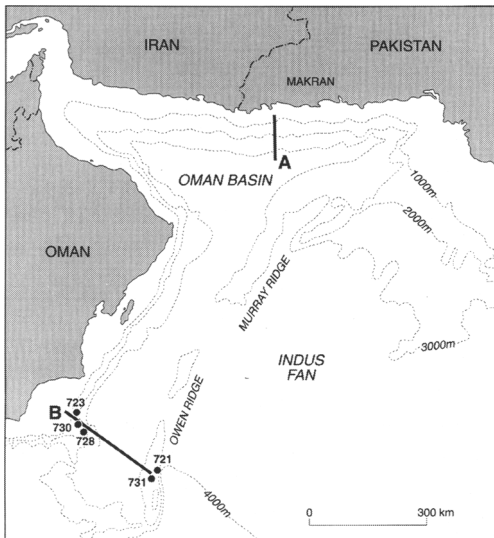 IRAN
PAKISTAN
MAKRAN
A
OMAN BASIN
1000m
2000m
OMAN
MURRAY RIDGE
3000m
INDUS
FAN
OWEN RIDGE
B
723
730
728
721
731
4000m
0 300 km